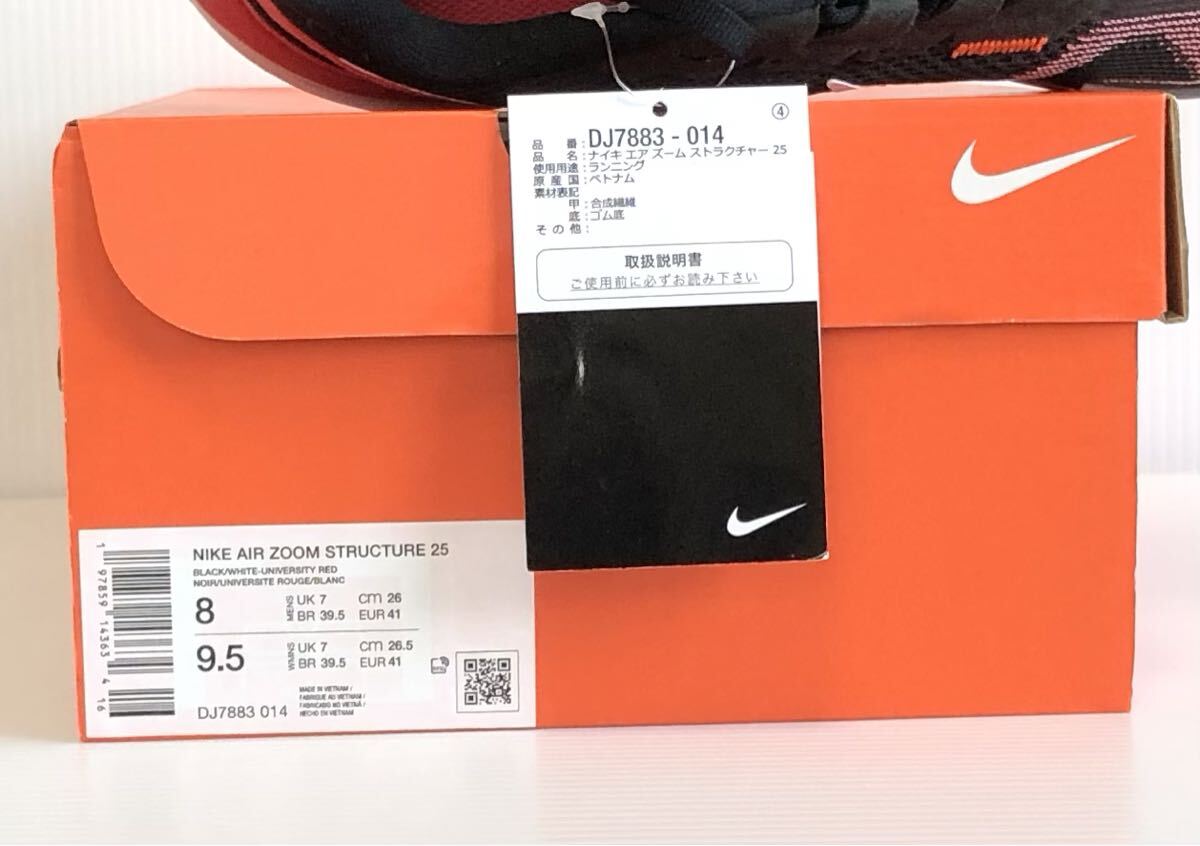 ④
品番:DJ7883-014
品名:ナイキ エア ズーム ストラクチャー 25
使用用途:ランニング
原産国:ベトナム
素材表記
甲:合成繊維
底:ゴム底
その他:
取扱説明書
ご使用前に必ずお読み下さい
NIKE AIR ZOOM STRUCTURE 25
BLACK/WHITE-UNIVERSITY RED
NOIR/UNIVERSITE ROUGE/BLANC
8 MENS UK 7 cm 26
BR 39.5 EUR 41
9.5 WMNS UK 7 cm 26.5
BR 39.5 EUR 41
MADE IN VIETNAM /
FABRIQUE AU VIETNAM /
FABRICADO NO VIETNÃ /
HECHO EN VIETNAM
DJ7883 014
1 97859 14363 4 16